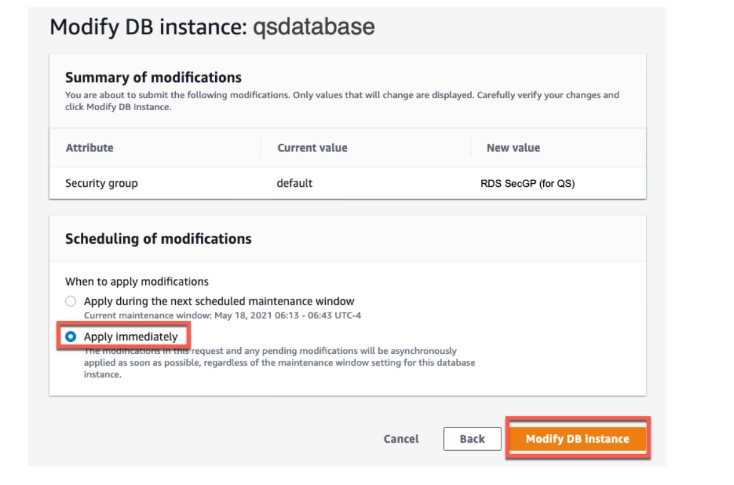 Modify DB instance: qsdatabase
Summary of modifications
You are about to submit the following modifications. Only values that will change are displayed. Carefully verify your changes and
click Modify DB Instance.
Attribute Current value New value
Security group default RDS SecGP (for QS)
Scheduling of modifications
When to apply modifications
Apply during the next scheduled maintenance window
Current maintenance window: May 18, 2021 06:13 - 06:43 UTC-4
Apply immediately
The modifications in this request and any pending modifications will be asynchronously
applied as soon as possible, regardless of the maintenance window setting for this database
instance.
Cancel Back Modify DB instance